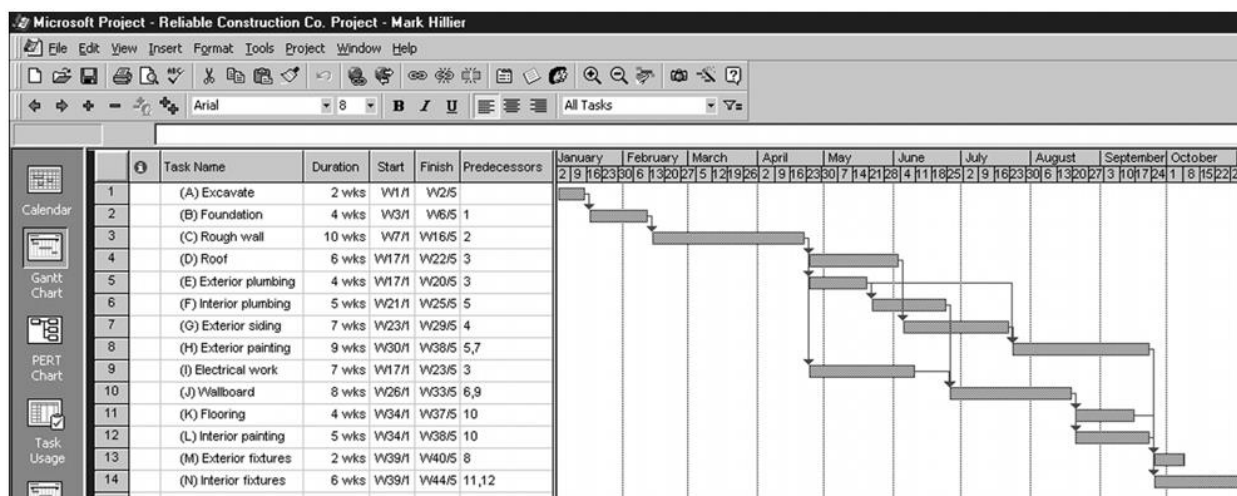 Microsoft Project - Reliable Construction Co. Project - Mark Hillier
File Edit View Insert Format Tools Project Window Help
Arial 8 B I U All Tasks
Task Name Duration Start Finish Predecessors January February March April May June July August September October
2 9 16 23 30 6 13 20 27 5 12 19 26 2 9 16 23 30 7 14 21 28 4 11 18 25 2 9 16 23 30 6 13 20 27 3 10 17 24 1 8 15 22 2
1 (A) Excavate 2 wks W1/1 W2/5
2 (B) Foundation 4 wks W3/1 W6/5 1
3 (C) Rough wall 10 wks W7/1 W16/5 2
4 (D) Roof 6 wks W17/1 W22/5 3
5 (E) Exterior plumbing 4 wks W17/1 W20/5 3
6 (F) Interior plumbing 5 wks W21/1 W25/5 5
7 (G) Exterior siding 7 wks W23/1 W29/5 4
8 (H) Exterior painting 9 wks W30/1 W38/5 5,7
9 (I) Electrical work 7 wks W17/1 W23/5 3
10 (J) Wallboard 8 wks W26/1 W33/5 6,9
11 (K) Flooring 4 wks W34/1 W37/5 10
12 (L) Interior painting 5 wks W34/1 W38/5 10
13 (M) Exterior fixtures 2 wks W39/1 W40/5 8
14 (N) Interior fixtures 6 wks W39/1 W44/5 11,12
Calendar
Gantt
Chart
PERT
Chart
Task
Usage